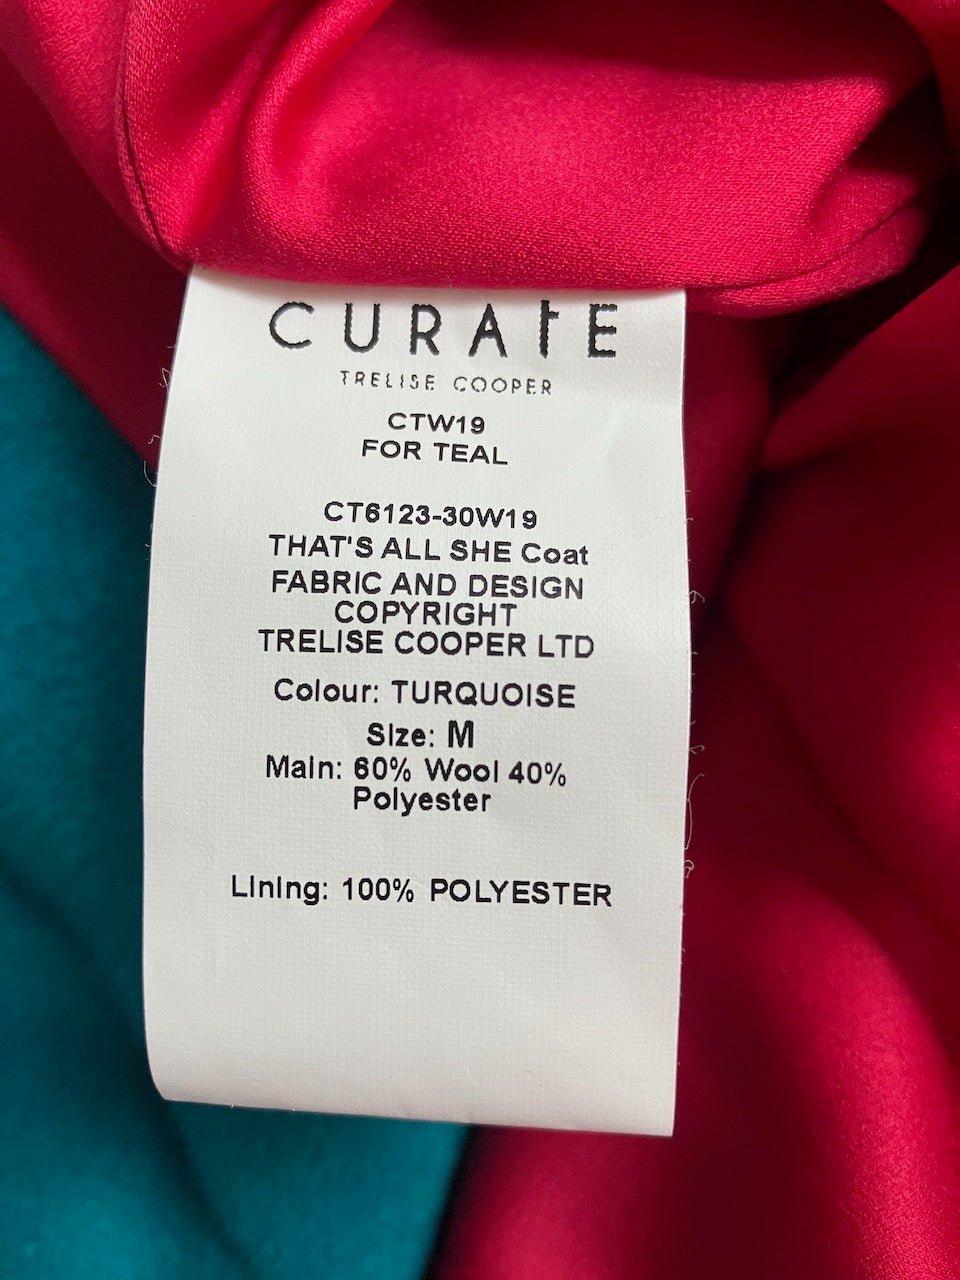 CURATE
TRELISE COOPER
CTW19
FOR TEAL
CT6123-30W19
THAT'S ALL SHE Coat
FABRIC AND DESIGN
COPYRIGHT
TRELISE COOPER LTD
Colour: TURQUOISE
Size: M
Main: 60% Wool 40%
Polyester
Lining: 100% POLYESTER